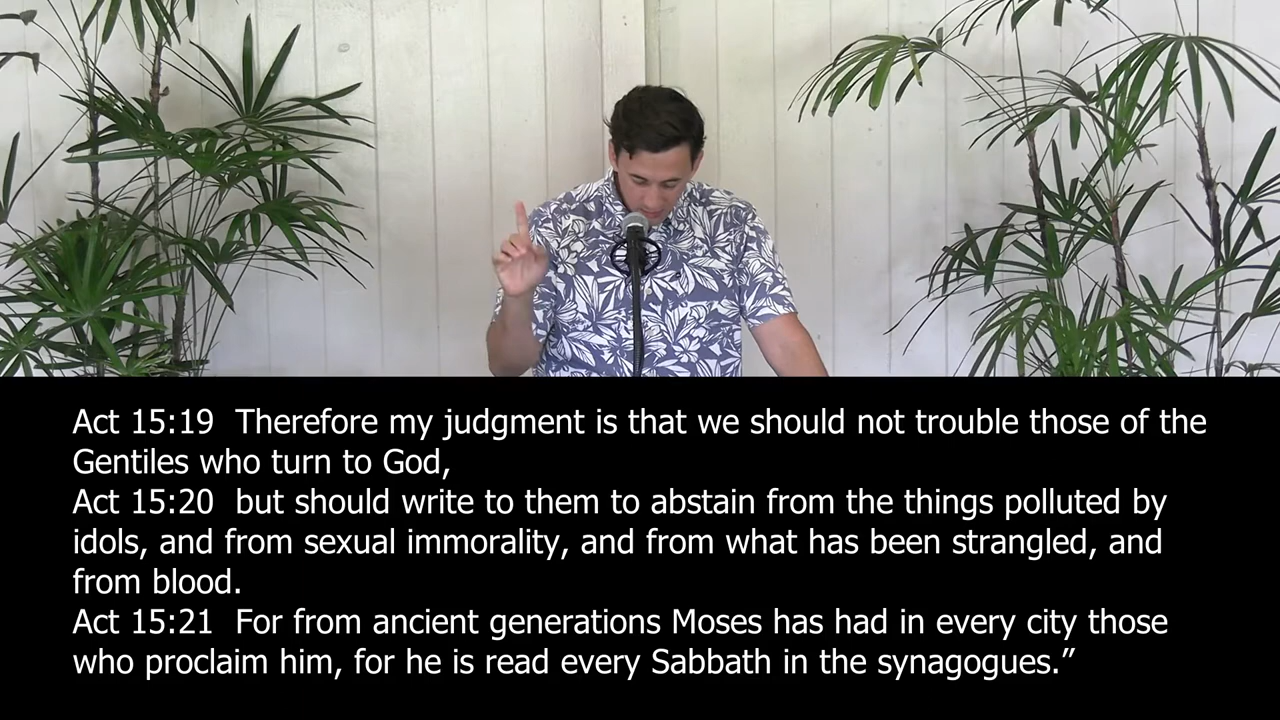 Act 15:19  Therefore my judgment is that we should not trouble those of the
Gentiles who turn to God,
Act 15:20  but should write to them to abstain from the things polluted by
idols, and from sexual immorality, and from what has been strangled, and
from blood.
Act 15:21  For from ancient generations Moses has had in every city those
who proclaim him, for he is read every Sabbath in the synagogues.”